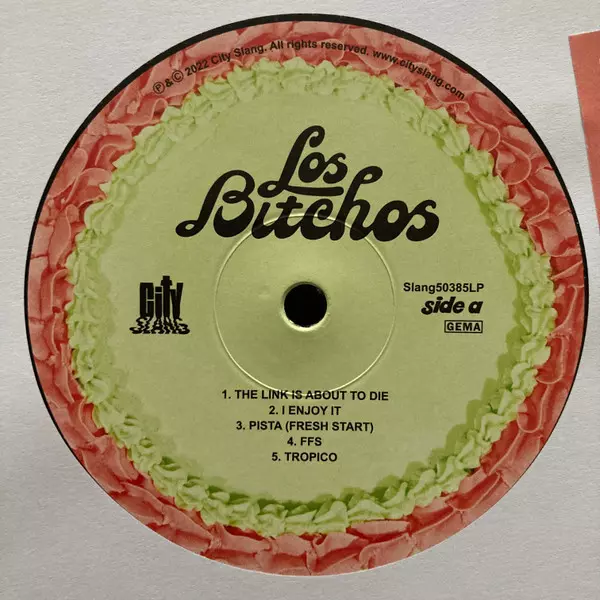 ℗ & © 2022 City Slang. All rights reserved. www.cityslang.com
Los
Bitchos
City
SLANG
Slang50385LP
side a
GEMA
1. THE LINK IS ABOUT TO DIE
2. I ENJOY IT
3. PISTA (FRESH START)
4. FFS
5. TROPICO